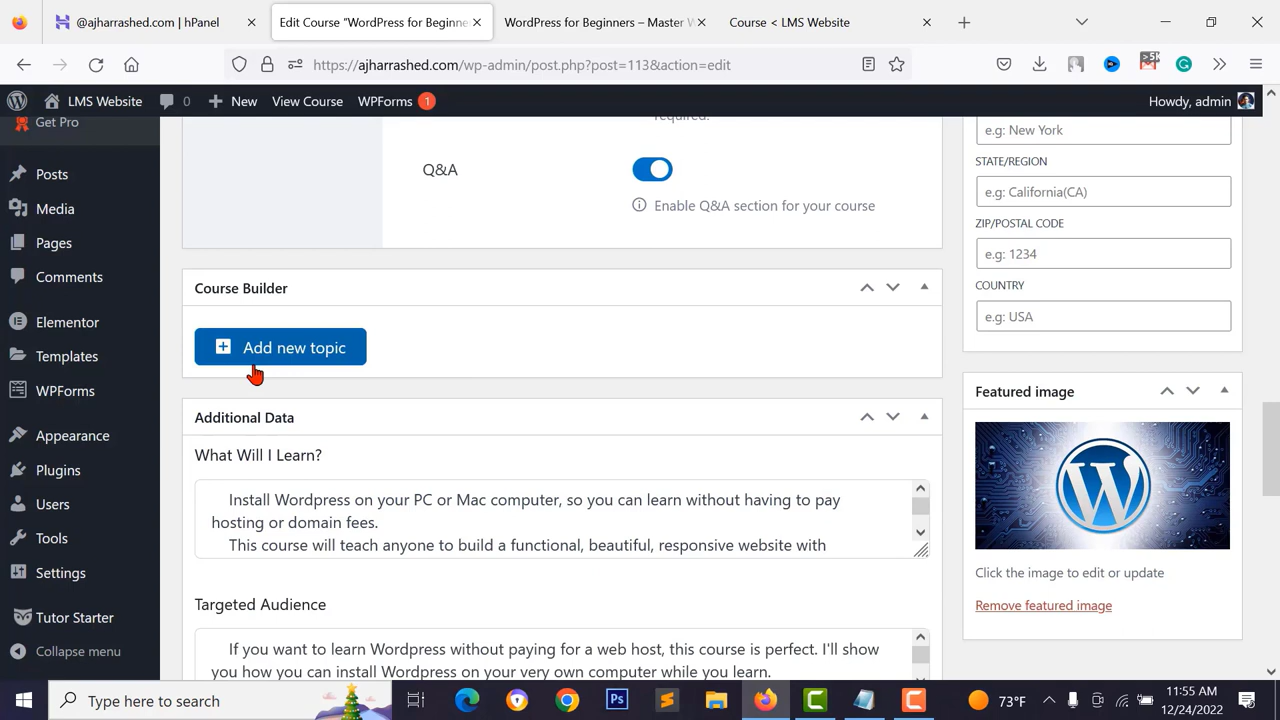 @ajharrashed.com | hPanel
Edit Course "WordPress for Beginne
WordPress for Beginners – Master W
Course < LMS Website
https://ajharrashed.com/wp-admin/post.php?post=113&action=edit
LMS Website
0
New
View Course
WPForms 1
Howdy, admin
Get Pro
Posts
Media
Pages
Comments
Elementor
Templates
WPForms
Appearance
Plugins
Users
Tools
Settings
Tutor Starter
Collapse menu
required.
Q&A
Enable Q&A section for your course
Course Builder
Add new topic
Additional Data
What Will I Learn?
Install Wordpress on your PC or Mac computer, so you can learn without having to pay
hosting or domain fees.
This course will teach anyone to build a functional, beautiful, responsive website with
Targeted Audience
If you want to learn Wordpress without paying for a web host, this course is perfect. I'll show
you how you can install Wordpress on your very own computer while you learn.
e.g: New York
STATE/REGION
e.g: California(CA)
ZIP/POSTAL CODE
e.g: 1234
COUNTRY
e.g: USA
Featured image
Click the image to edit or update
Remove featured image
Type here to search
Ps
73°F
11:55 AM
12/24/2022